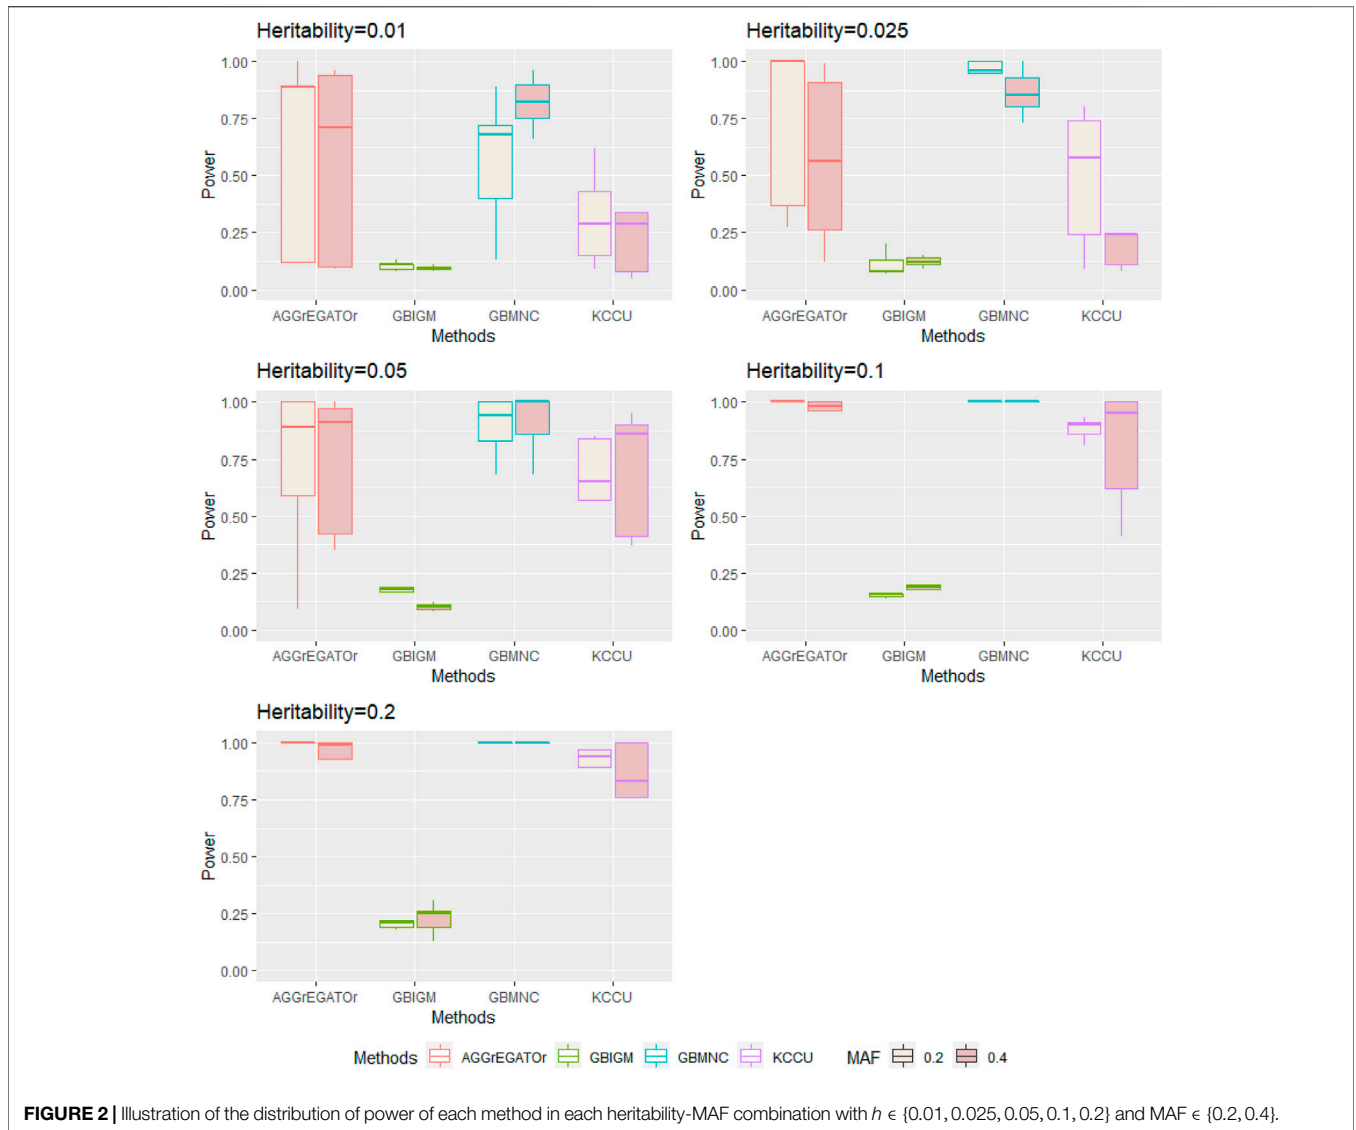 Heritability=0.01
1.00
0.75
0.50
0.25
0.00
Power
AGGrEGATOr GBIGM GBMNC KCCU
Methods
Heritability=0.025
1.00
0.75
0.50
0.25
0.00
Power
AGGrEGATOr GBIGM GBMNC KCCU
Methods
Heritability=0.05
1.00
0.75
0.50
0.25
0.00
Power
AGGrEGATOr GBIGM GBMNC KCCU
Methods
Heritability=0.1
1.00
0.75
0.50
0.25
0.00
Power
AGGrEGATOr GBIGM GBMNC KCCU
Methods
Heritability=0.2
1.00
0.75
0.50
0.25
0.00
Power
AGGrEGATOr GBIGM GBMNC KCCU
Methods
Methods AGGrEGATOr GBIGM GBMNC KCCU MAF 0.2 0.4
FIGURE 2 | Illustration of the distribution of power of each method in each heritability-MAF combination with h ϵ {0.01, 0.025, 0.05, 0.1, 0.2} and MAF ϵ {0.2, 0.4}.